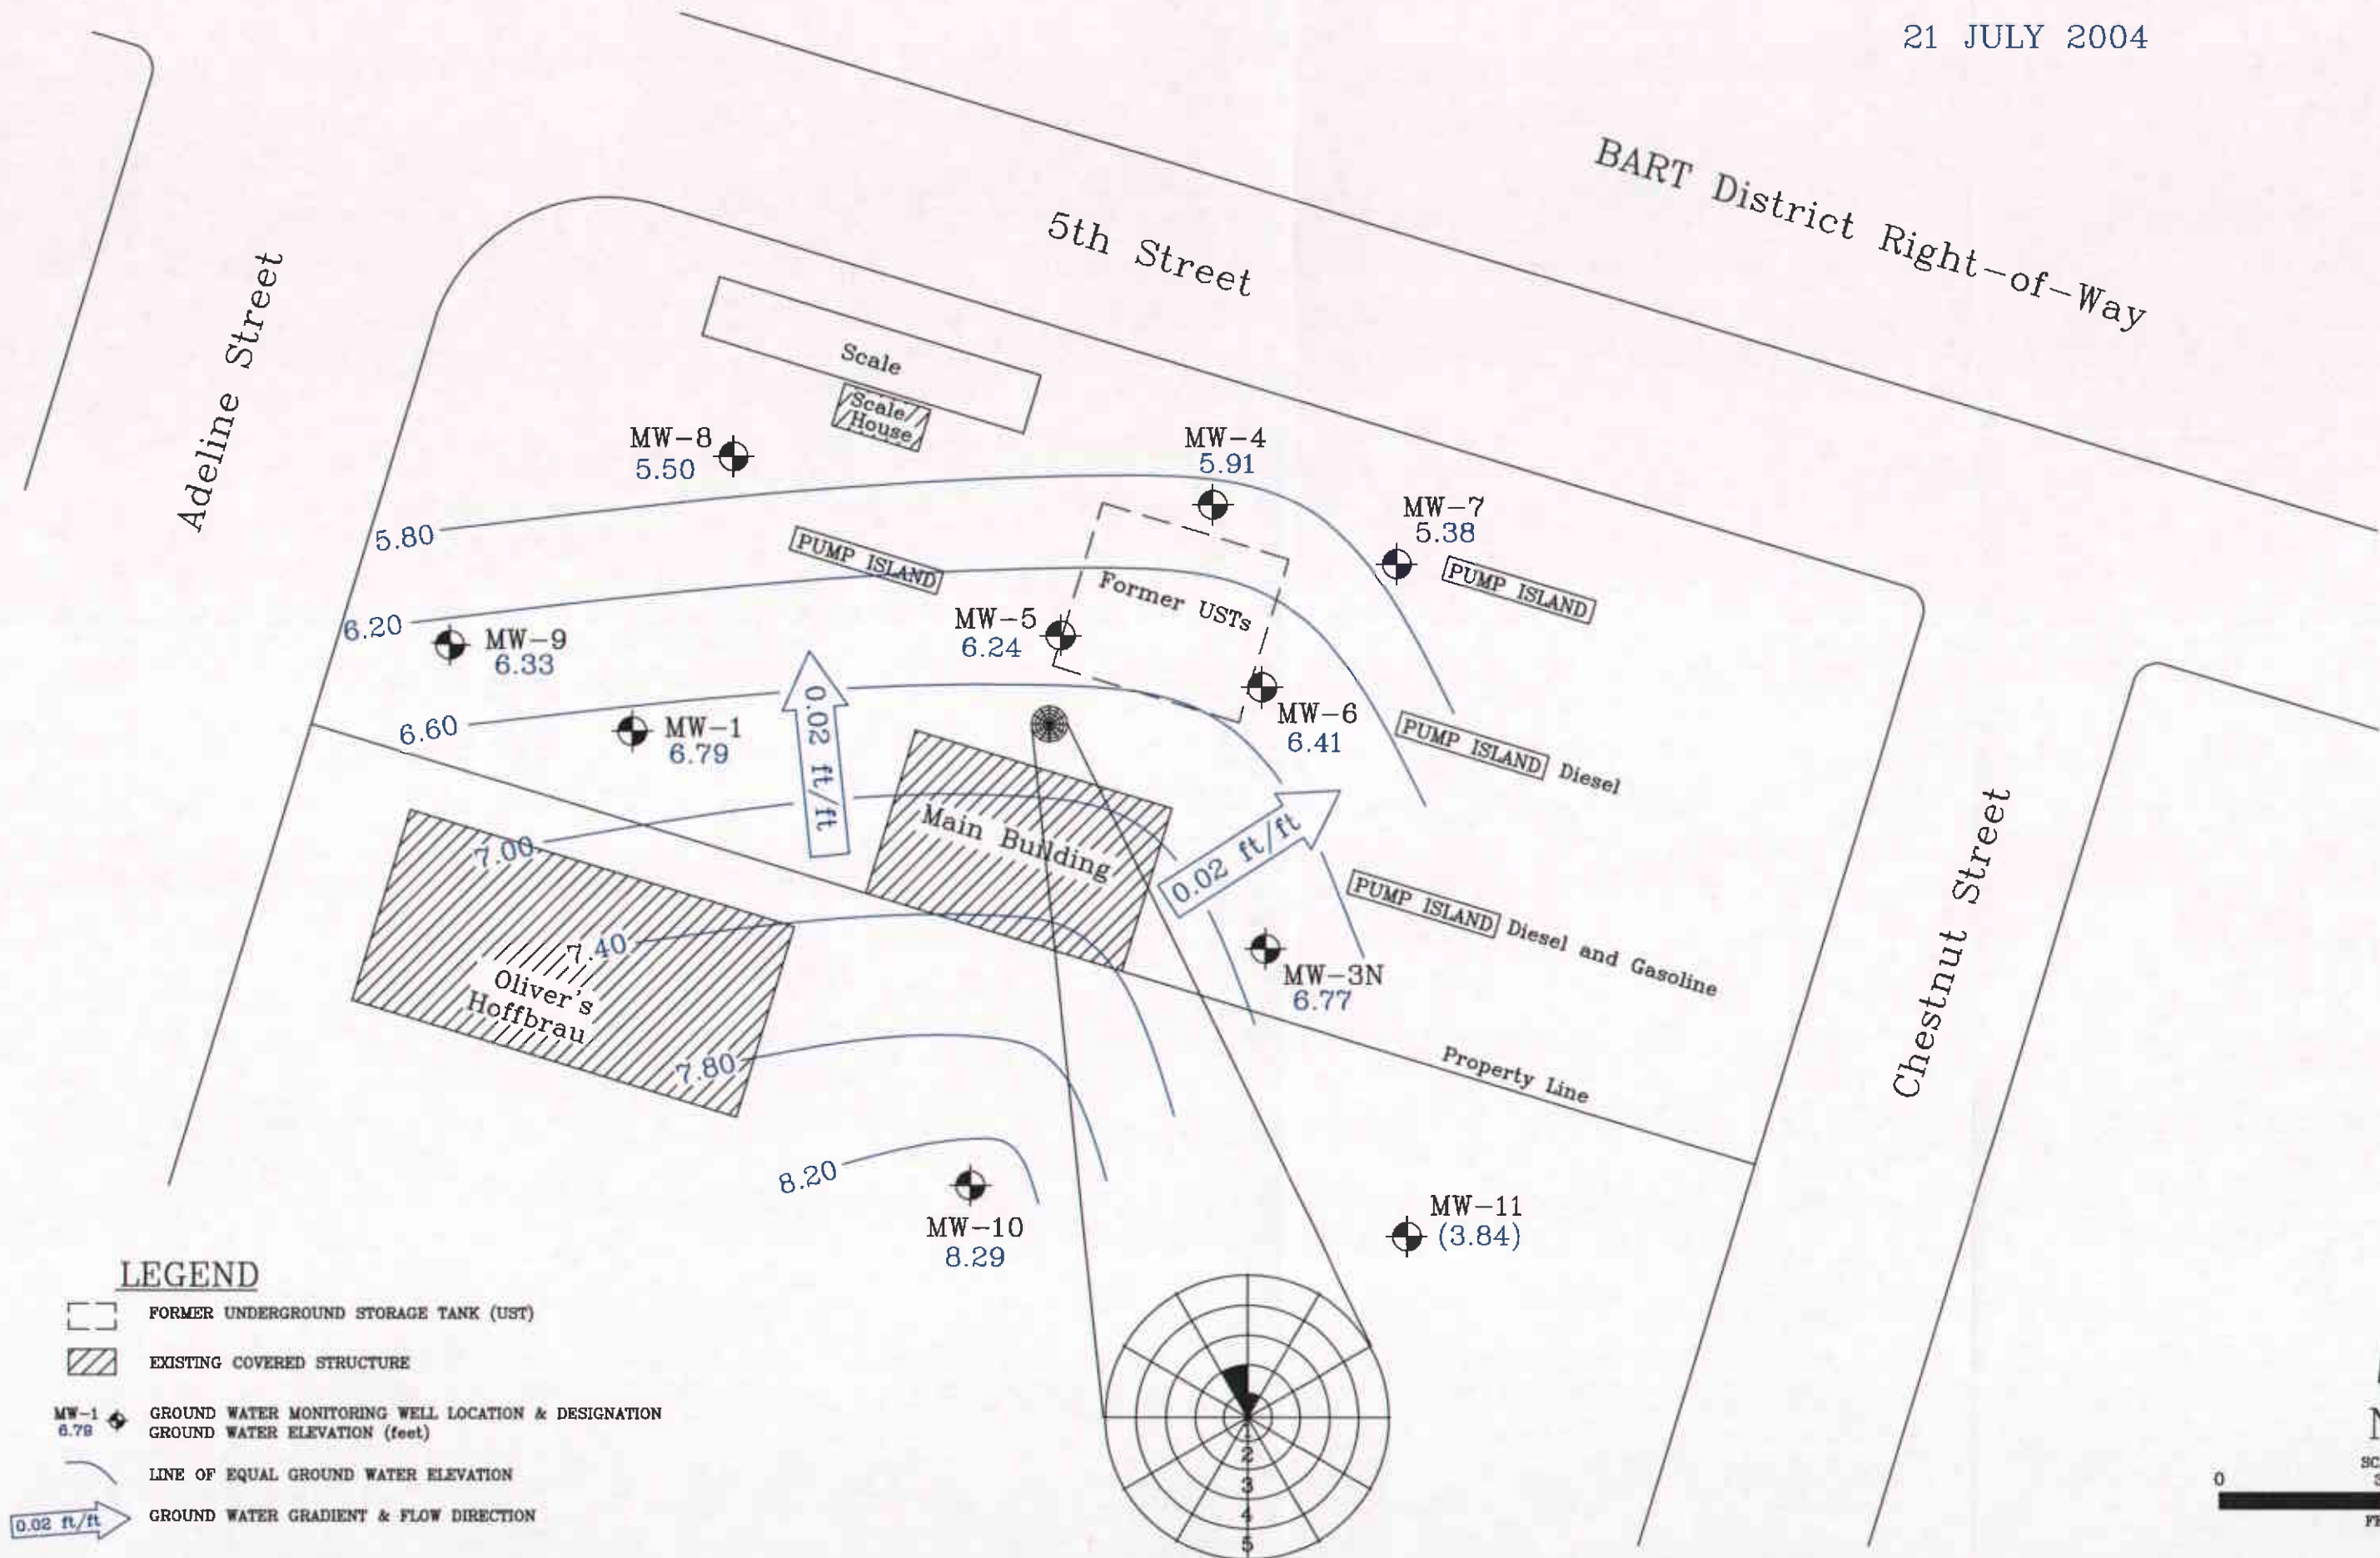 21 JULY 2004
BART District Right-of-Way
5th Street
Adeline Street
Scale
Scale
House
MW-8
5.50
MW-4
5.91
MW-7
5.38
5.80
PUMP ISLAND
PUMP ISLAND
Former USTs
MW-5
6.24
6.20
MW-9
6.33
MW-6
6.41
6.60
MW-1
6.79
0.02 ft/ft
PUMP ISLAND Diesel
Main Building
0.02 ft/ft
7.00
PUMP ISLAND Diesel and Gasoline
7.40
Oliver's
Hoffbrau
MW-3N
6.77
Chestnut Street
Property Line
7.80
8.20
MW-10
8.29
MW-11
(3.84)
LEGEND
FORMER UNDERGROUND STORAGE TANK (UST)
EXISTING COVERED STRUCTURE
MW-1
6.79
GROUND WATER MONITORING WELL LOCATION & DESIGNATION
GROUND WATER ELEVATION (feet)
LINE OF EQUAL GROUND WATER ELEVATION
0.02 ft/ft
GROUND WATER GRADIENT & FLOW DIRECTION
2
3
4
5
0